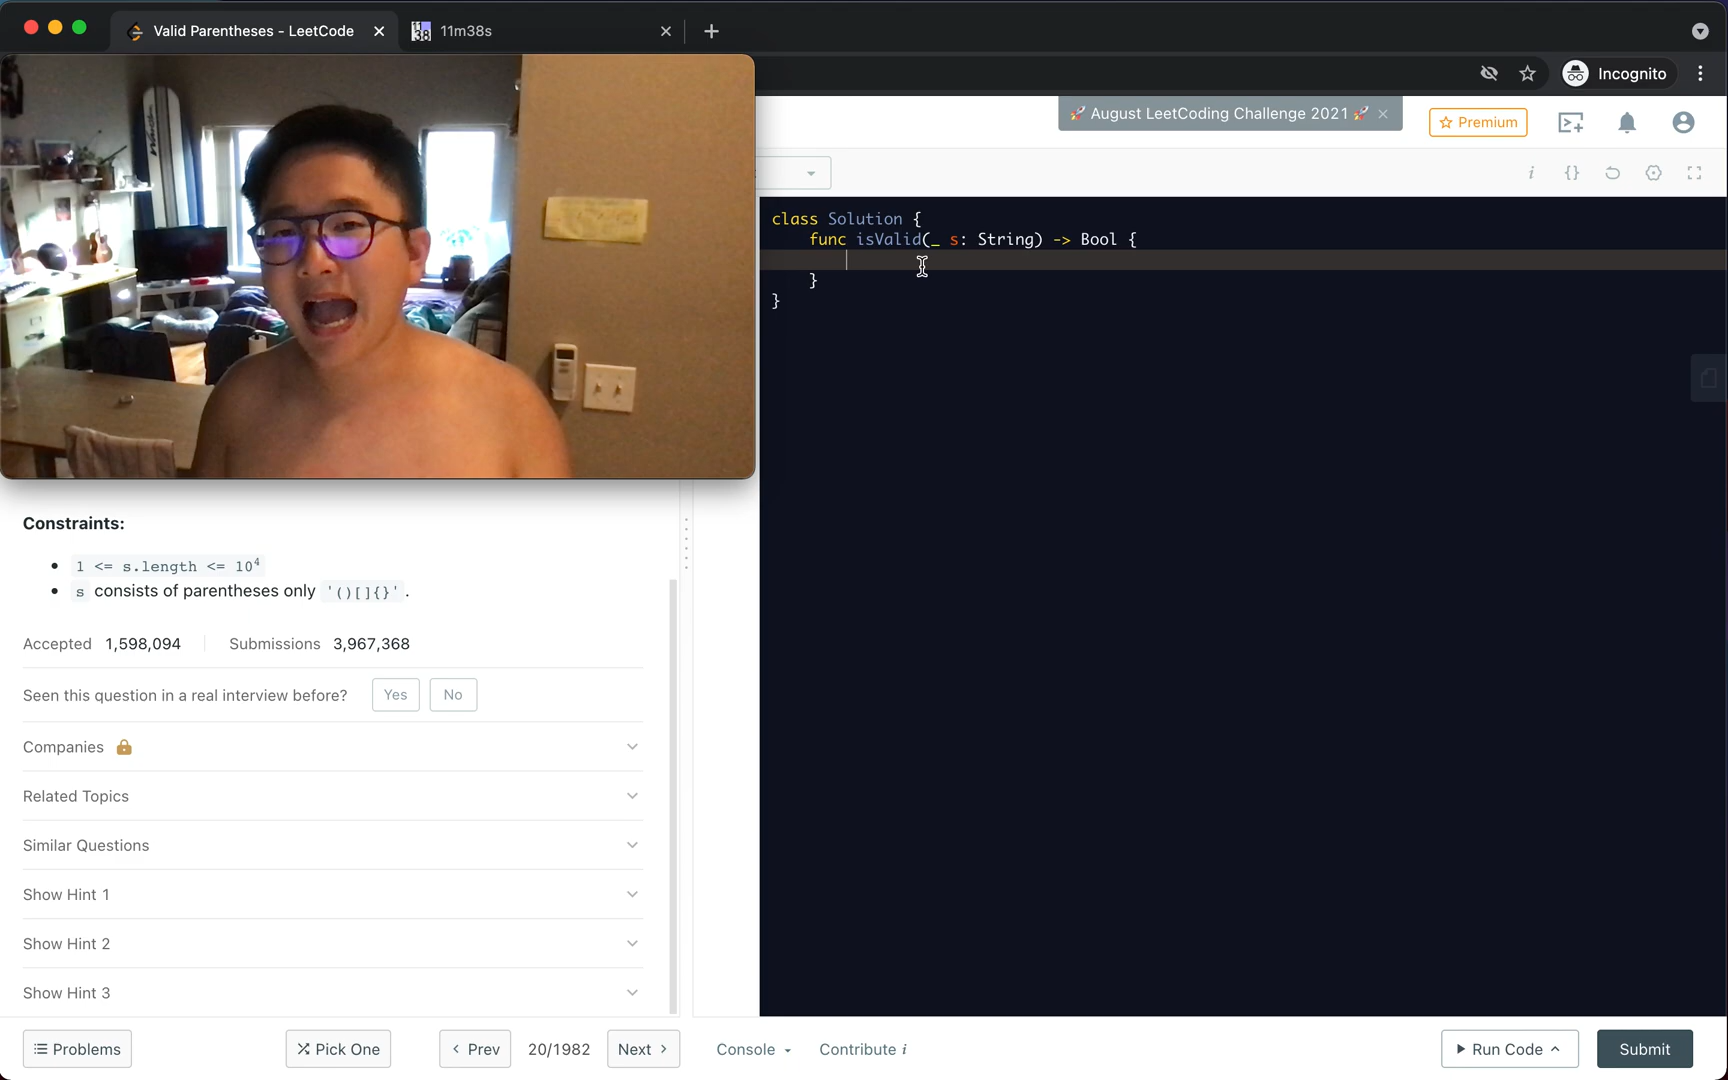 Valid Parentheses - LeetCode
11m38s
Incognito
🚀 August LeetCoding Challenge 2021 🚀
Premium
class Solution {
func isValid(_ s: String) -> Bool {
}
}
Constraints:
1 <= s.length <= 10⁴
s consists of parentheses only '()[]{}'.
Accepted 1,598,094 Submissions 3,967,368
Seen this question in a real interview before? Yes No
Companies
Related Topics
Similar Questions
Show Hint 1
Show Hint 2
Show Hint 3
Problems
Pick One
Prev
20/1982
Next
Console
Contribute i
Run Code
Submit